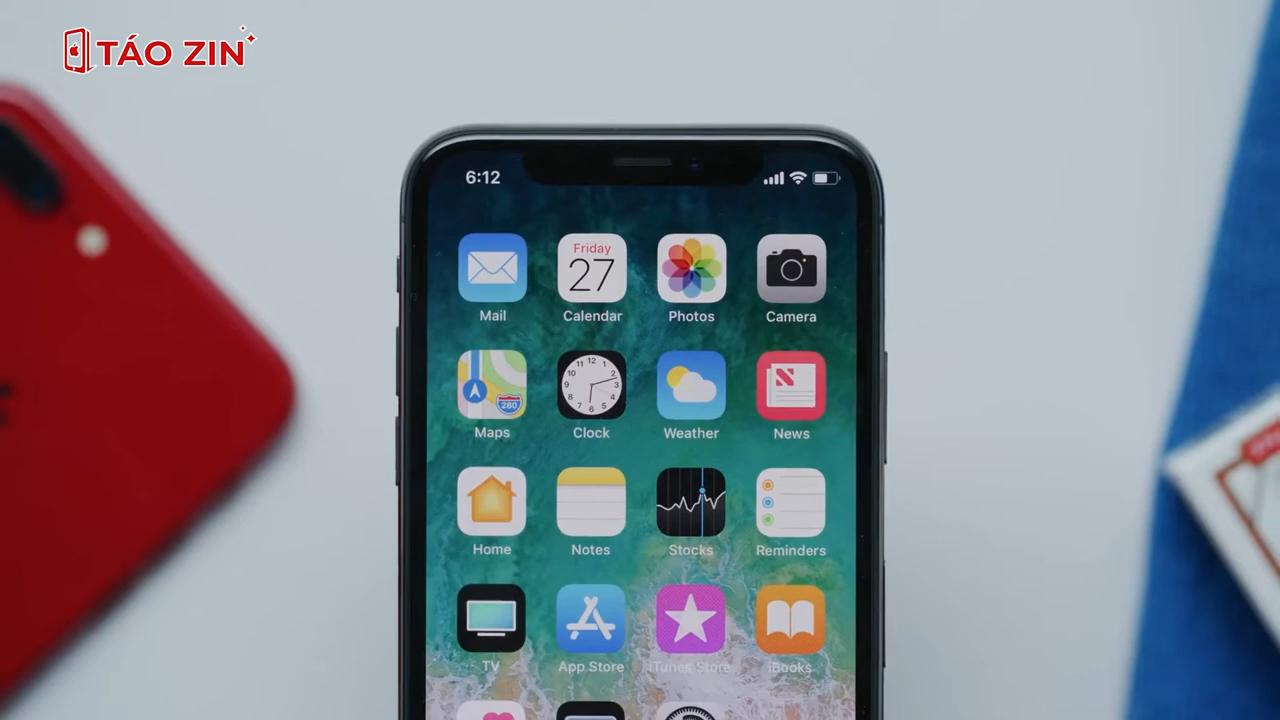 TÁO ZIN
6:12
Friday
27
Mail Calendar Photos Camera
280
Maps Clock Weather News
Home Notes Stocks Reminders
TV App Store iTunes Store iBooks